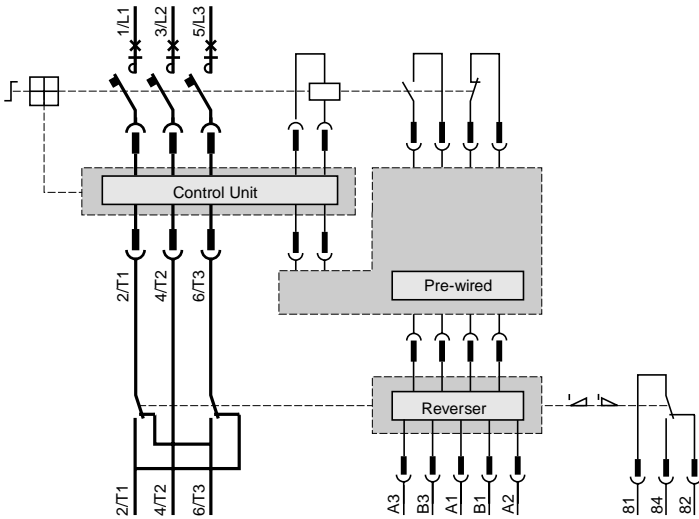 1/L1
3/L2
5/L3
Control Unit
2/T1
4/T2
6/T3
Pre-wired
Reverser
2/T1
4/T2
6/T3
A3
B3
A1
B1
A2
81
84
82